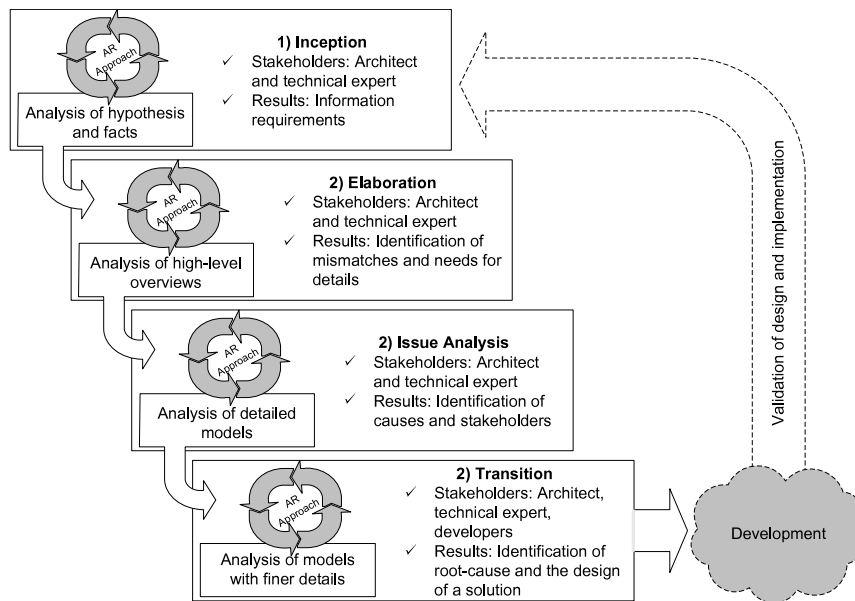 AR
Approach
1) Inception
✓ Stakeholders: Architect
and technical expert
✓ Results: Information
requirements
Analysis of hypothesis
and facts
AR
Approach
2) Elaboration
✓ Stakeholders: Architect
and technical expert
✓ Results: Identification of
mismatches and needs for
details
Analysis of high-level
overviews
AR
Approach
2) Issue Analysis
✓ Stakeholders: Architect
and technical expert
✓ Results: Identification of
causes and stakeholders
Analysis of detailed
models
AR
Approach
2) Transition
✓ Stakeholders: Architect,
technical expert,
developers
✓ Results: Identification of
root-cause and the design
of a solution
Analysis of models
with finer details
Validation of design and implementation
Development